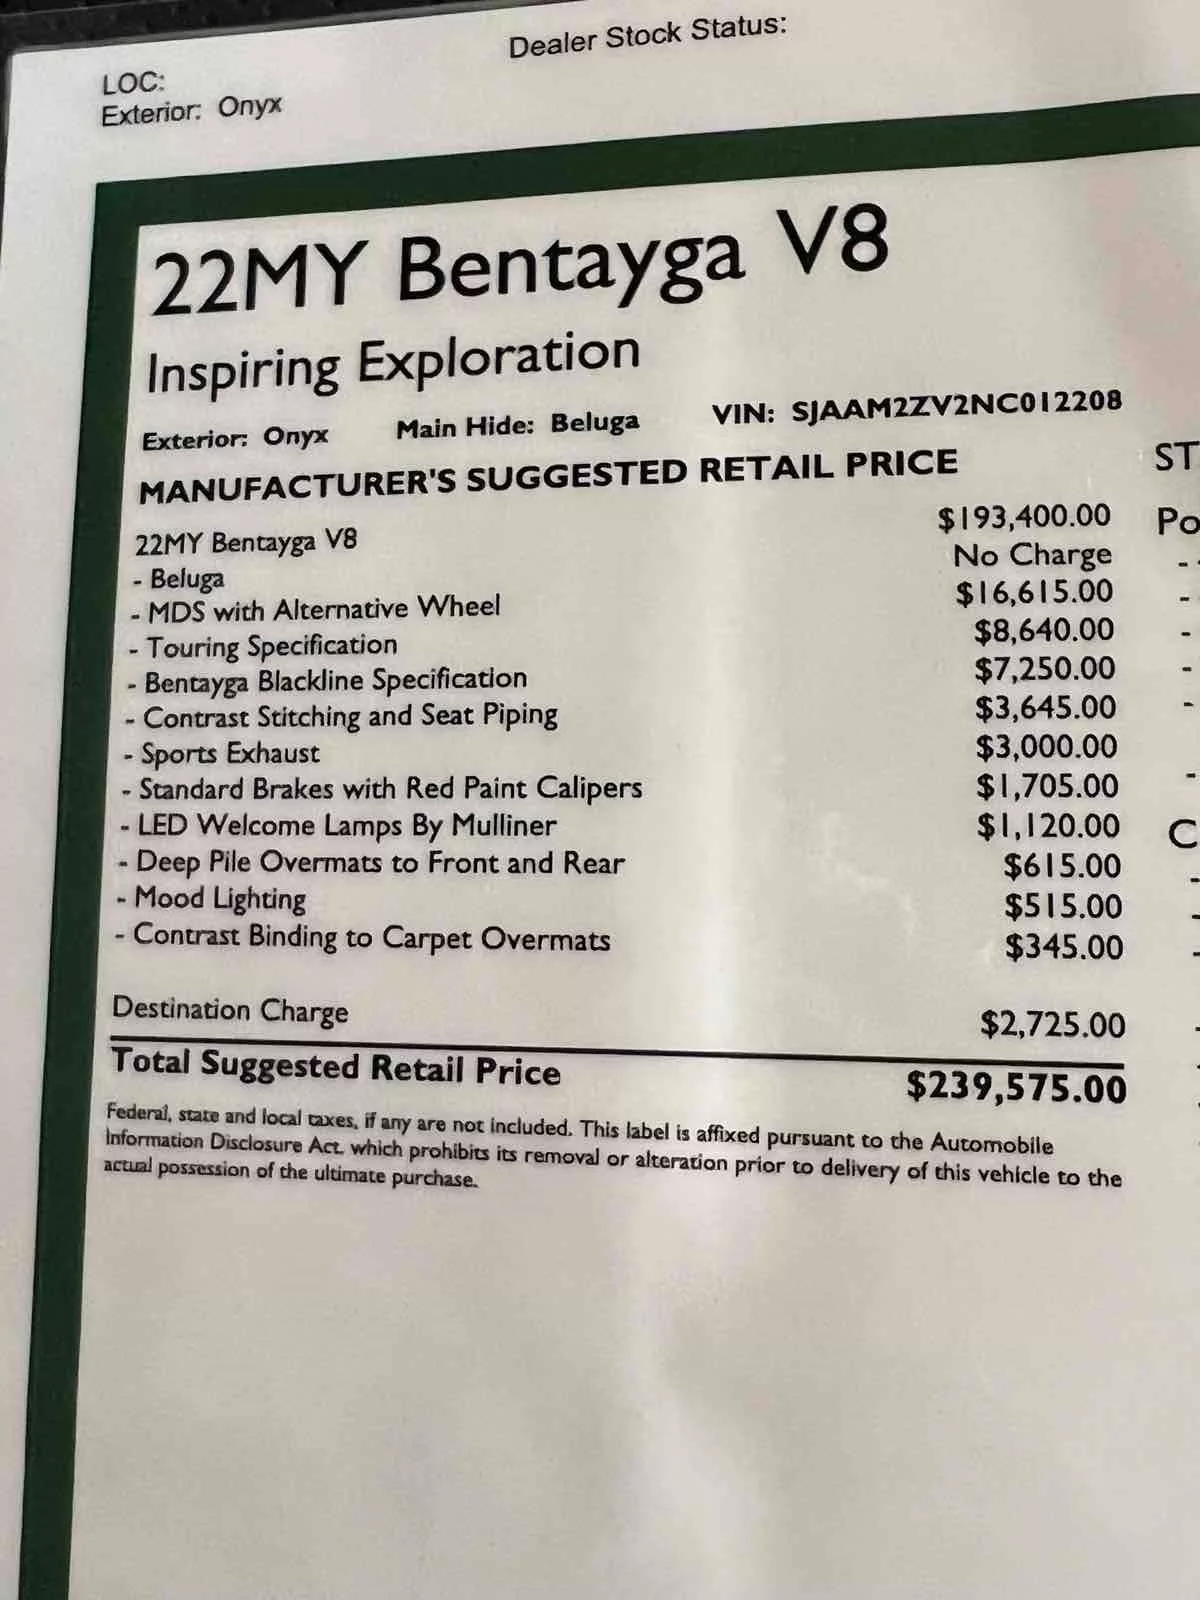 Dealer Stock Status:
LOC:
Exterior: Onyx
22MY Bentayga V8
Inspiring Exploration
Exterior: Onyx Main Hide: Beluga VIN: SJAAM2ZV2NC012208
MANUFACTURER'S SUGGESTED RETAIL PRICE
22MY Bentayga V8 $193,400.00
- Beluga No Charge
- MDS with Alternative Wheel $16,615.00
- Touring Specification $8,640.00
- Bentayga Blackline Specification $7,250.00
- Contrast Stitching and Seat Piping $3,645.00
- Sports Exhaust $3,000.00
- Standard Brakes with Red Paint Calipers $1,705.00
- LED Welcome Lamps By Mulliner $1,120.00
- Deep Pile Overmats to Front and Rear $615.00
- Mood Lighting $515.00
- Contrast Binding to Carpet Overmats $345.00
Destination Charge $2,725.00
Total Suggested Retail Price $239,575.00
Federal, state and local taxes, if any are not included. This label is affixed pursuant to the Automobile
Information Disclosure Act. which prohibits its removal or alteration prior to delivery of this vehicle to the
actual possession of the ultimate purchase.
ST
Po
C